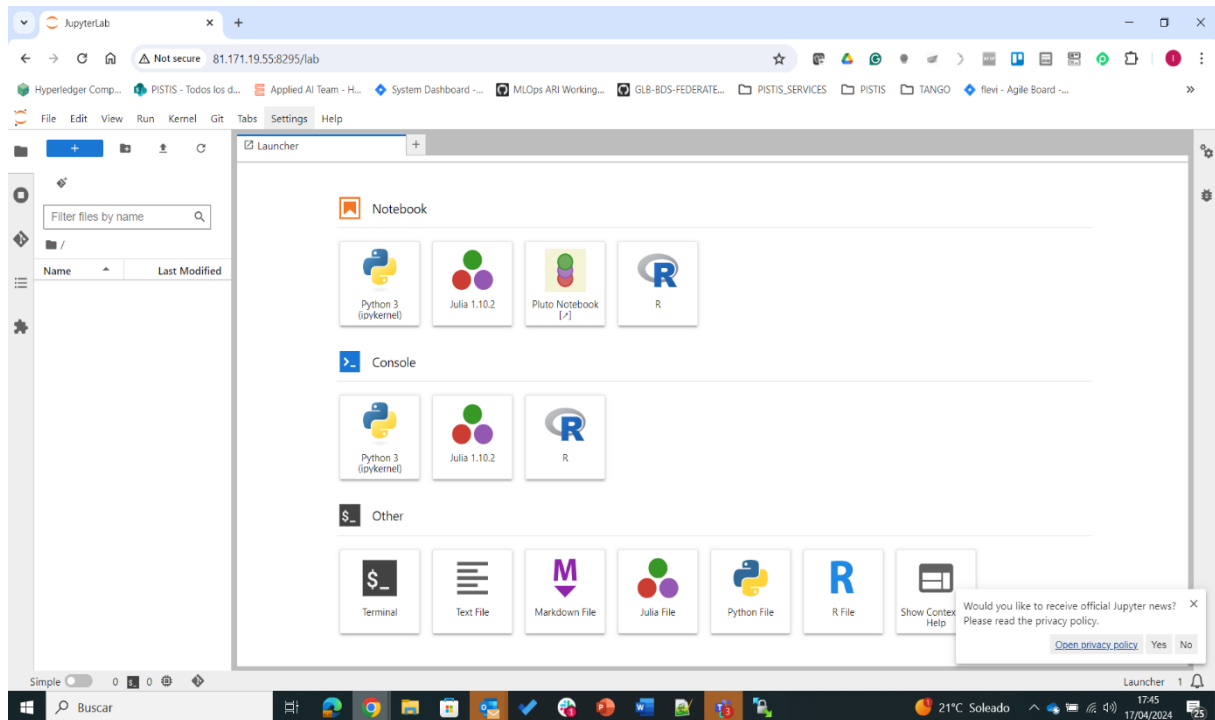 JupyterLab
Not secure 81.171.19.55:8295/lab
Hyperledger Comp... PISTIS - Todos los d... Applied AI Team - H... System Dashboard -... MLOps ARI Working... GLB-BDS-FEDERATE... PISTIS_SERVICES PISTIS TANGO flevi - Agile Board -...
File Edit View Run Kernel Git Tabs Settings Help
Launcher
Filter files by name
/
Name Last Modified
Notebook
Python 3
(ipykernel)
Julia 1.10.2
Pluto Notebook
[↗]
R
Console
Python 3
(ipykernel)
Julia 1.10.2
R
$_ Other
Terminal
Text File
Markdown File
Julia File
Python File
R File
Show Contex
Help
Would you like to receive official Jupyter news?
Please read the privacy policy.
Open privacy policy Yes No
Simple 0 0 Launcher 1
Buscar 21°C Soleado 17:45
17/04/2024 25